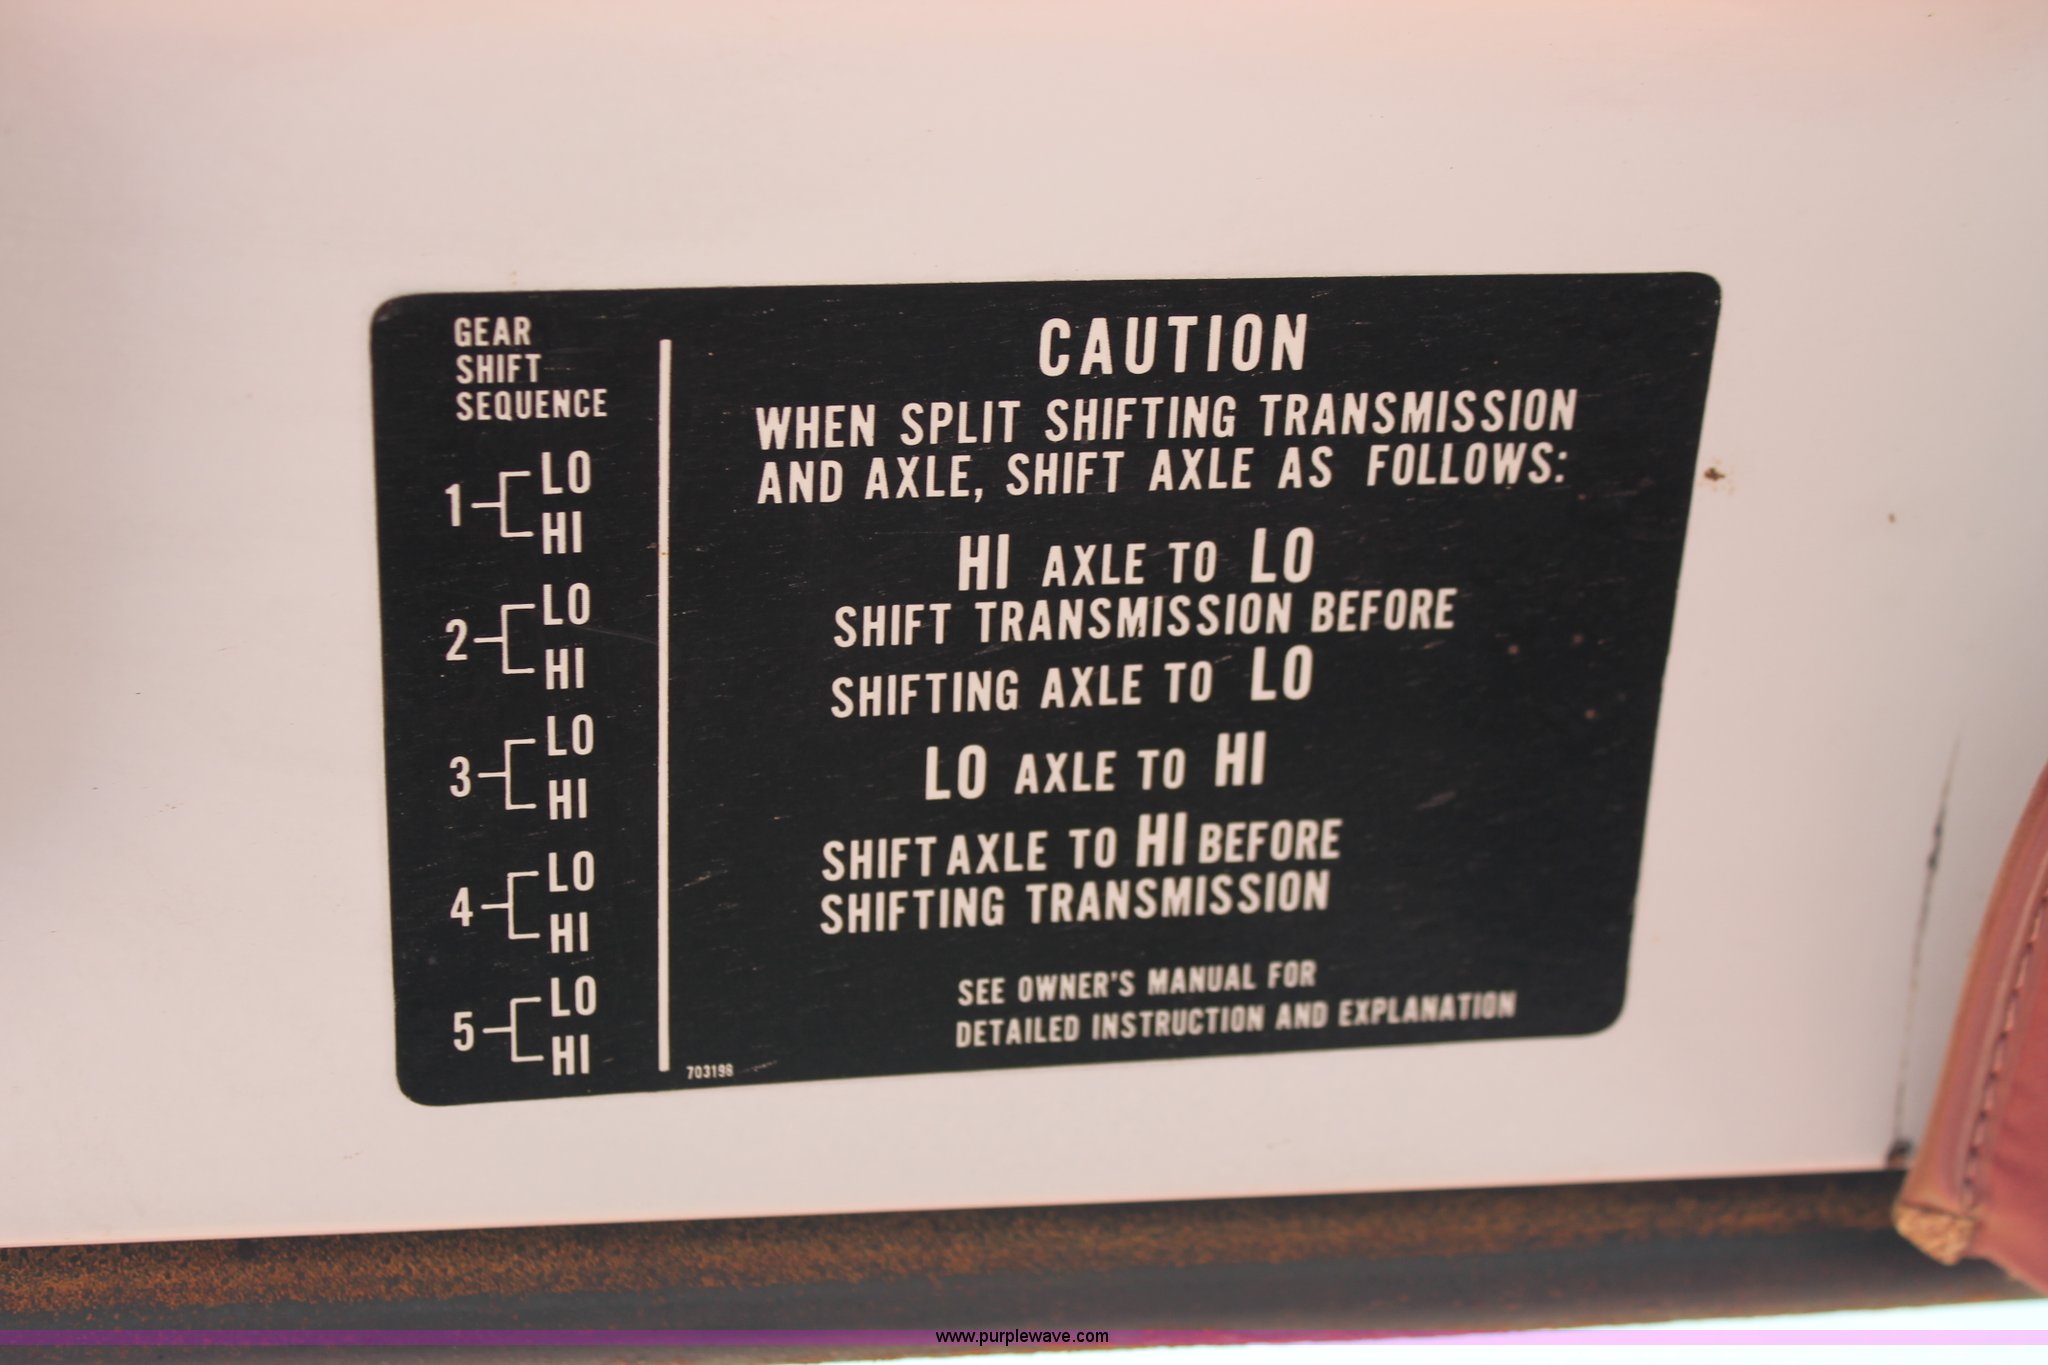 GEAR
SHIFT
SEQUENCE
1 LO
HI
2 LO
HI
3 LO
HI
4 LO
HI
5 LO
HI
CAUTION
WHEN SPLIT SHIFTING TRANSMISSION
AND AXLE, SHIFT AXLE AS FOLLOWS:
HI AXLE TO LO
SHIFT TRANSMISSION BEFORE
SHIFTING AXLE TO LO
LO AXLE TO HI
SHIFT AXLE TO HI BEFORE
SHIFTING TRANSMISSION
SEE OWNER'S MANUAL FOR
DETAILED INSTRUCTION AND EXPLANATION
703198
www.purplewave.com